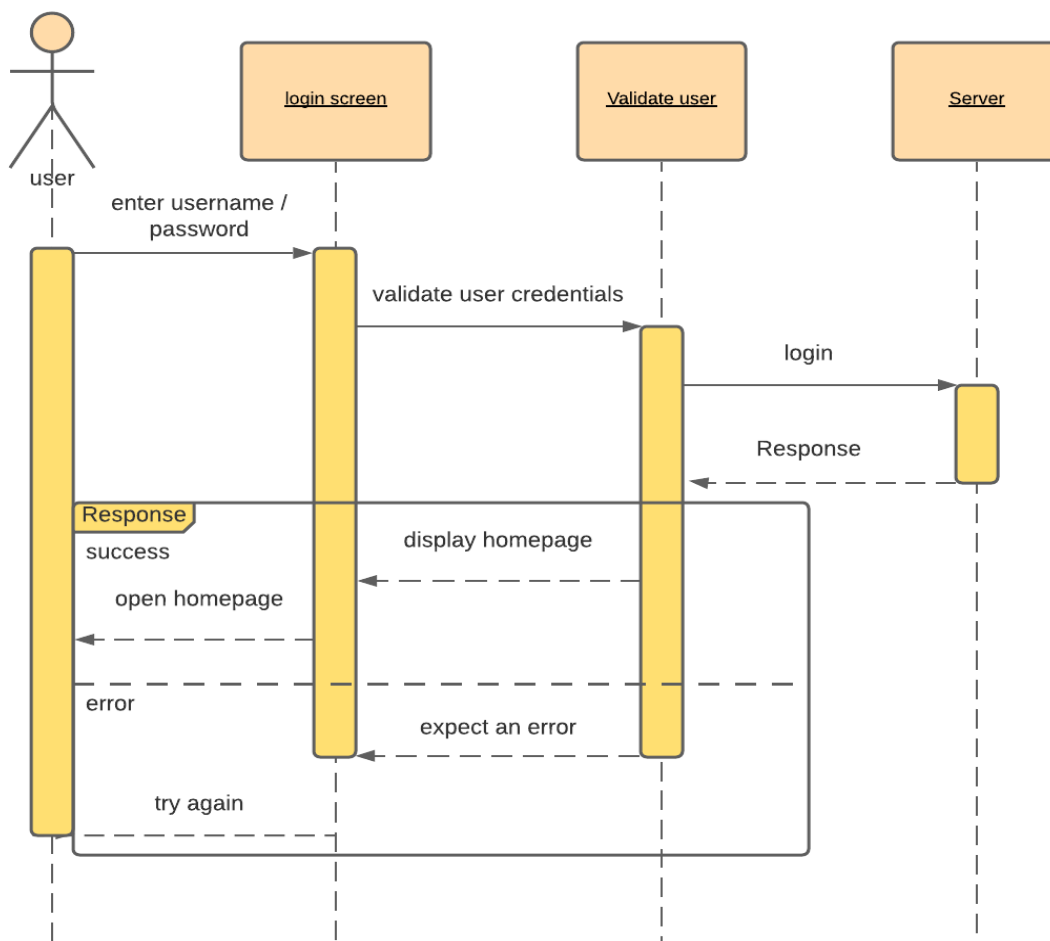 login screen
Validate user
Server
user
enter username /
password
validate user credentials
login
Response
Response
success
display homepage
open homepage
error
expect an error
try again